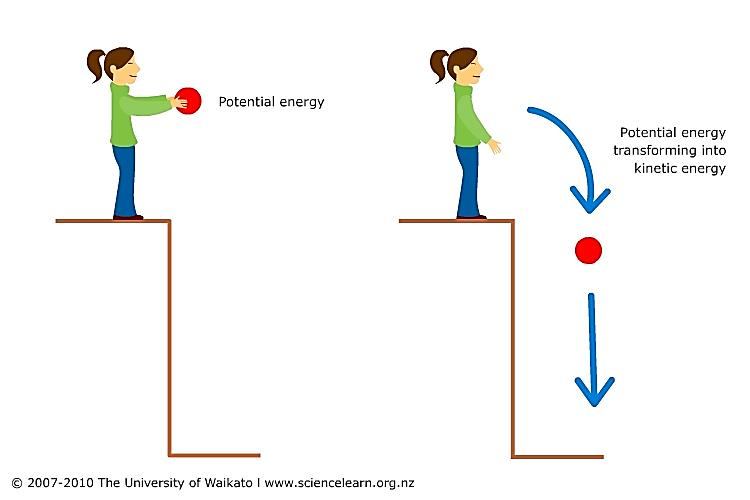 Potential energy
Potential energy
transforming into
kinetic energy
© 2007-2010 The University of Waikato l www.sciencelearn.org.nz